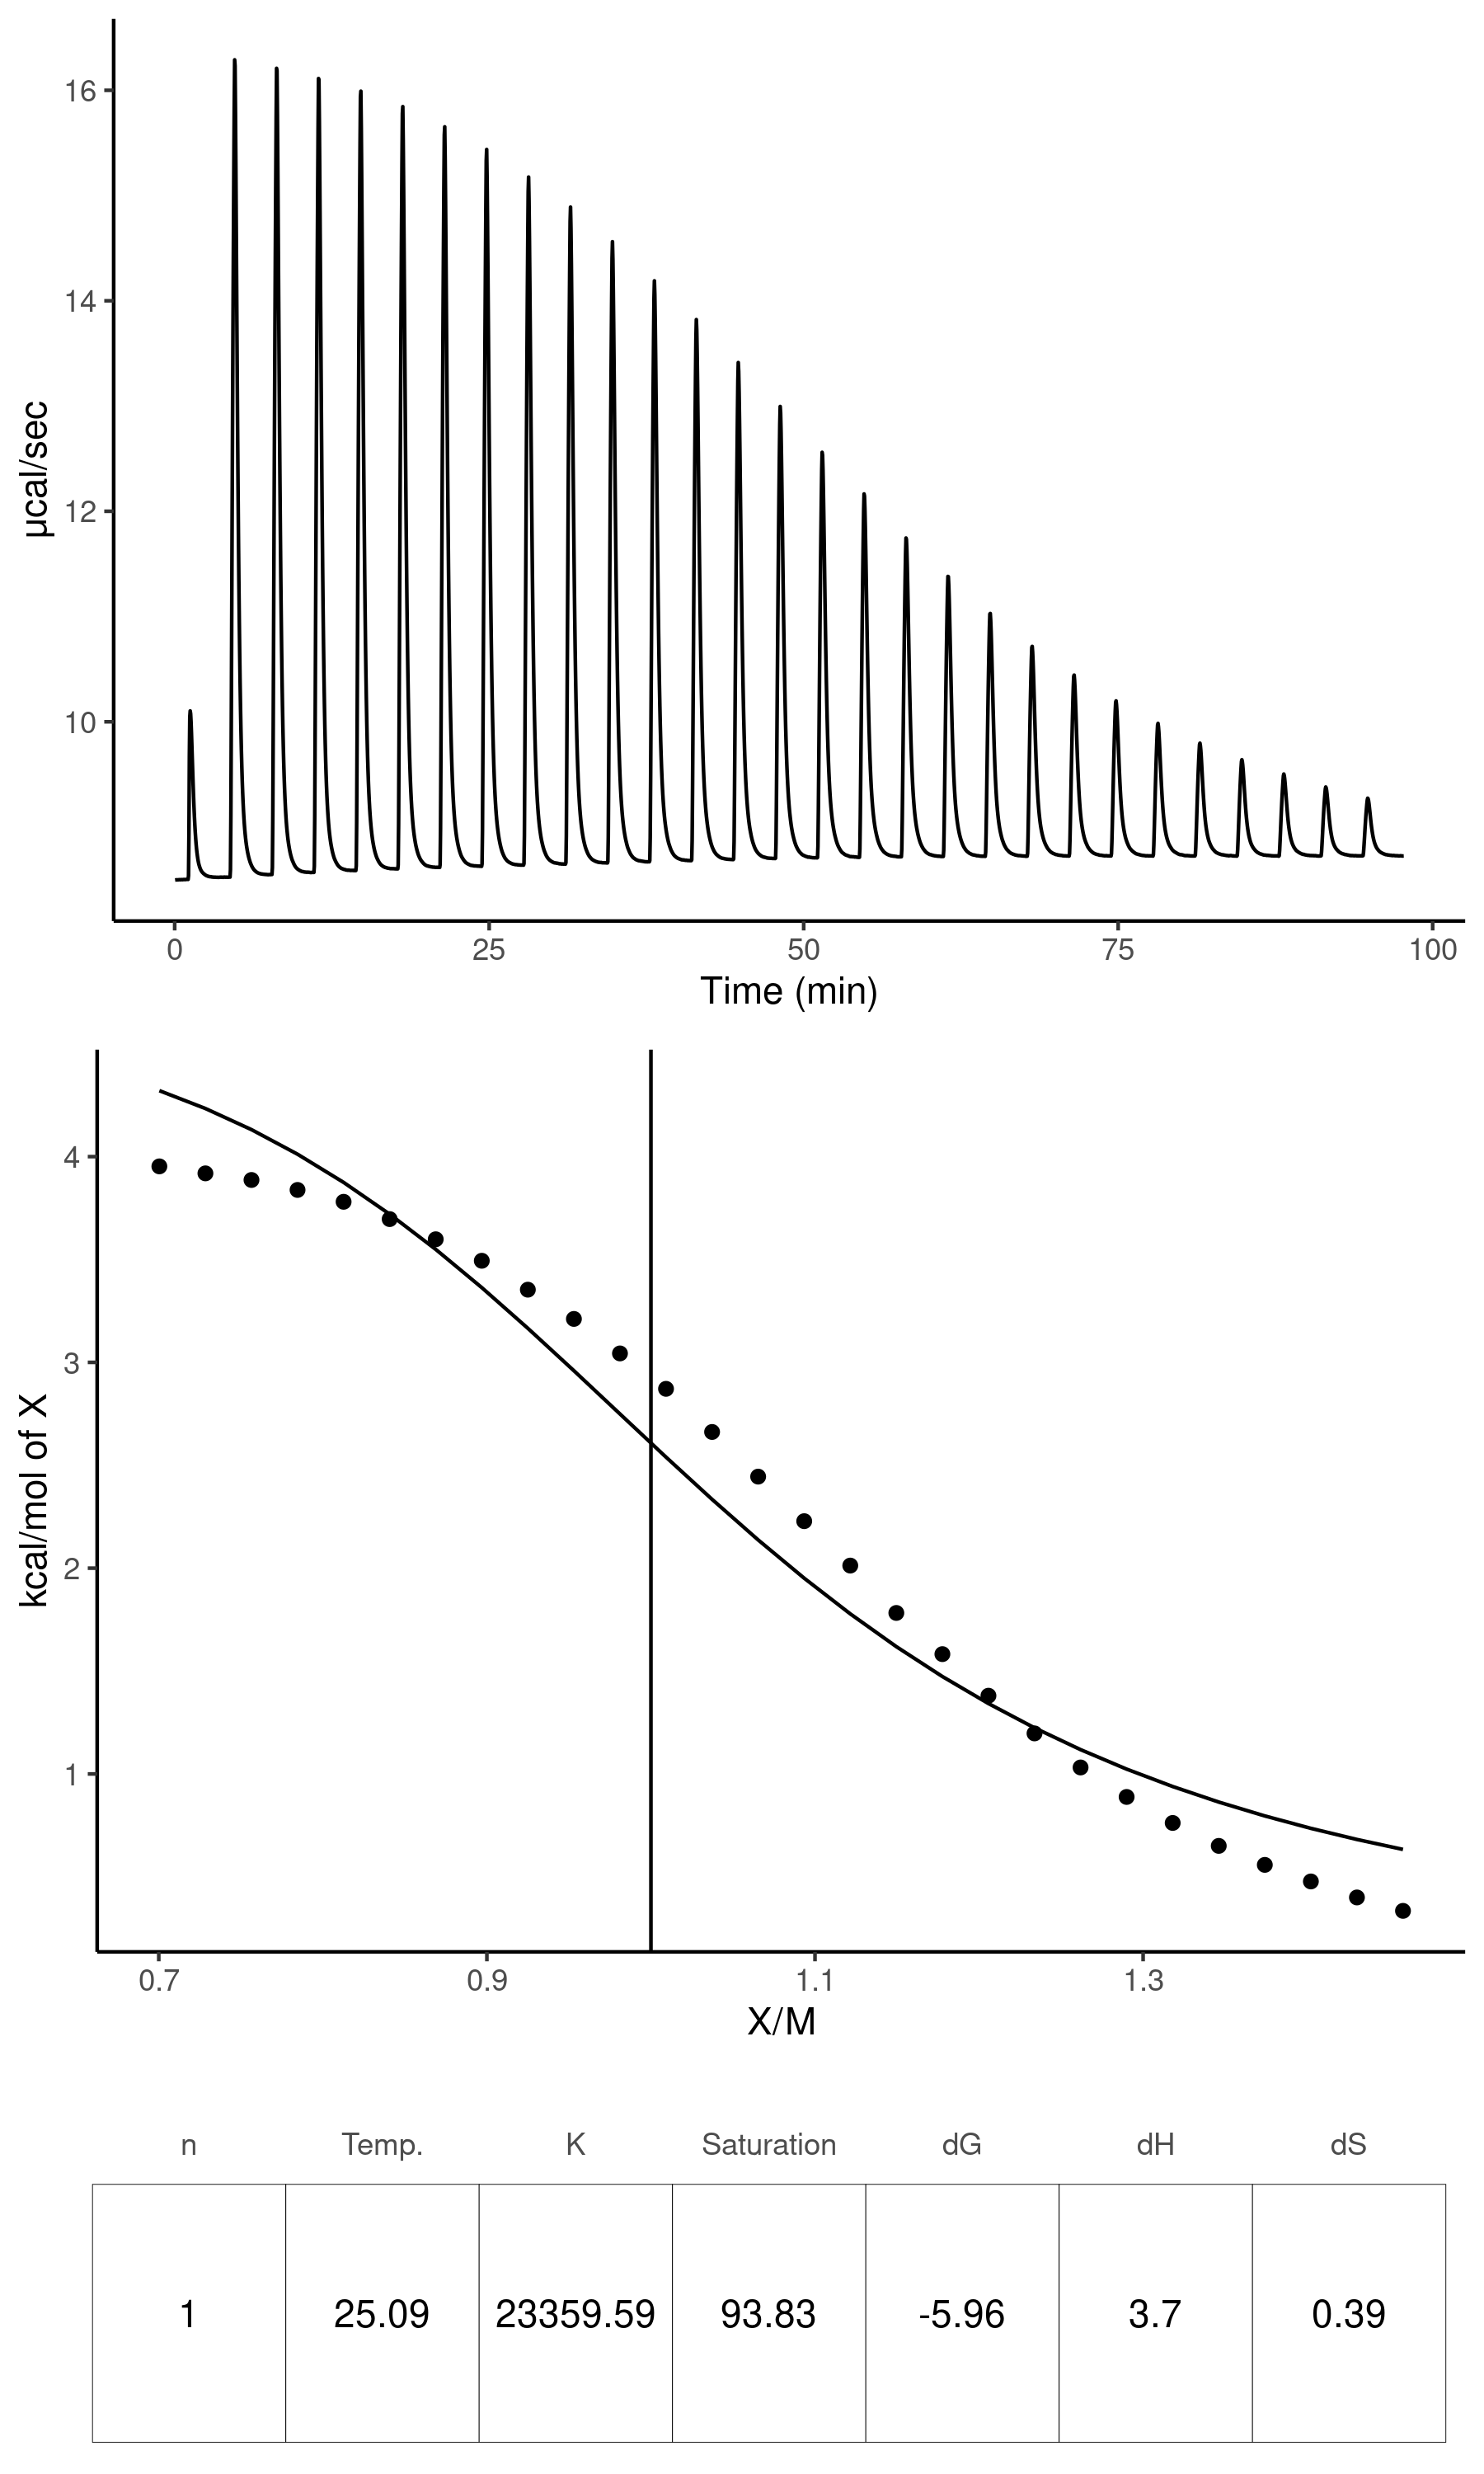 16
14
12
10
µcal/sec
0 25 50 75 100
Time (min)
4
3
2
1
kcal/mol of X
0.7 0.9 1.1 1.3
X/M
n Temp. K Saturation dG dH dS
1 25.09 23359.59 93.83 -5.96 3.7 0.39